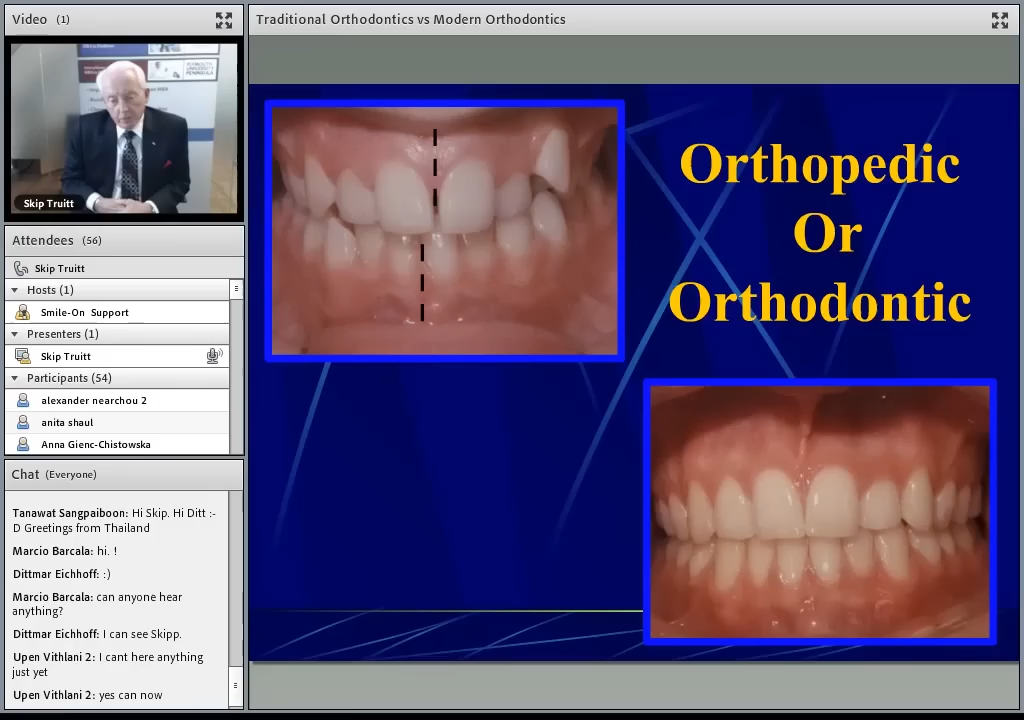 Video (1)
PLYMOUTH
UNIVERSITY
PENINSULA
Skip Truitt
Attendees (56)
Skip Truitt
Hosts (1)
Smile-On Support
Presenters (1)
Skip Truitt
Participants (54)
alexander nearchou 2
anita shaul
Anna Gienc-Chistowska
Chat (Everyone)
Tanawat Sangpaiboon: Hi Skip. Hi Ditt :-
D Greetings from Thailand
Marcio Barcala: hi. !
Dittmar Eichhoff: :)
Marcio Barcala: can anyone hear
anything?
Dittmar Eichhoff: I can see Skipp.
Upen Vithlani 2: I cant here anything
just yet
Upen Vithlani 2: yes can now
Traditional Orthodontics vs Modern Orthodontics
Orthopedic
Or
Orthodontic